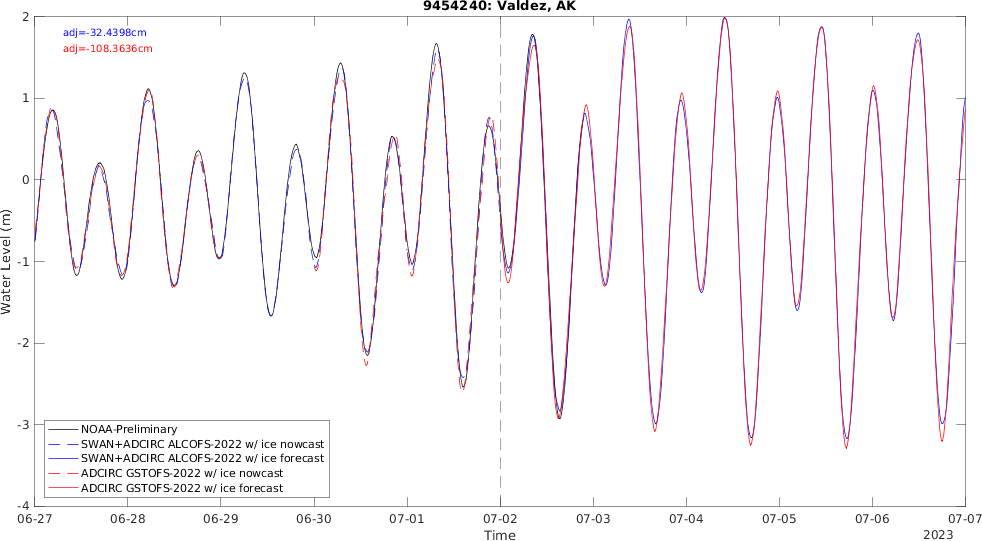 9454240: Valdez, AK
adj=-32.4398cm
adj=-108.3636cm
2
1
0
-1
-2
-3
-4
Water Level (m)
NOAA-Preliminary
SWAN+ADCIRC ALCOFS-2022 w/ ice nowcast
SWAN+ADCIRC ALCOFS-2022 w/ ice forecast
ADCIRC GSTOFS-2022 w/ ice nowcast
ADCIRC GSTOFS-2022 w/ ice forecast
06-27 06-28 06-29 06-30 07-01 07-02 07-03 07-04 07-05 07-06 07-07
Time
2023